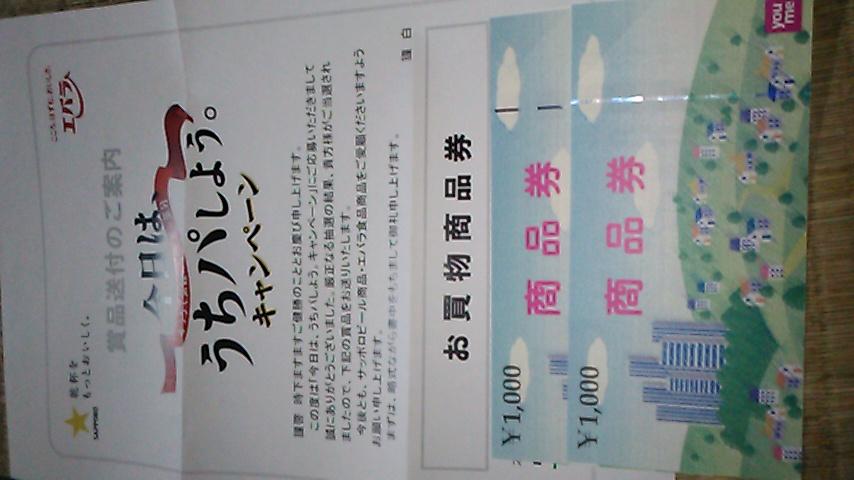 乾杯を
もっとおいしく。
SAPPORO
こころ、はずむ、おいしさ。
エバラ
賞品送付のご案内
今日は、
うちパしよう。
キャンペーン
謹啓 時下ますますご健勝のこととお慶び申し上げます。
この度は「今日は、うちパしよう。キャンペーン」にご応募いただきまして
誠にありがとうございました。厳正なる抽選の結果、貴方様がご当選され
ましたので、下記の賞品をお送りいたします。
今後とも、サッポロビール商品・エバラ食品商品をご愛顧くださいますよう
お願い申し上げます。
まずは、略式ながら書中をもちまして御礼申し上げます。
謹白
お買物商品券
¥1,000
商品券
¥1,000
商品券
you me